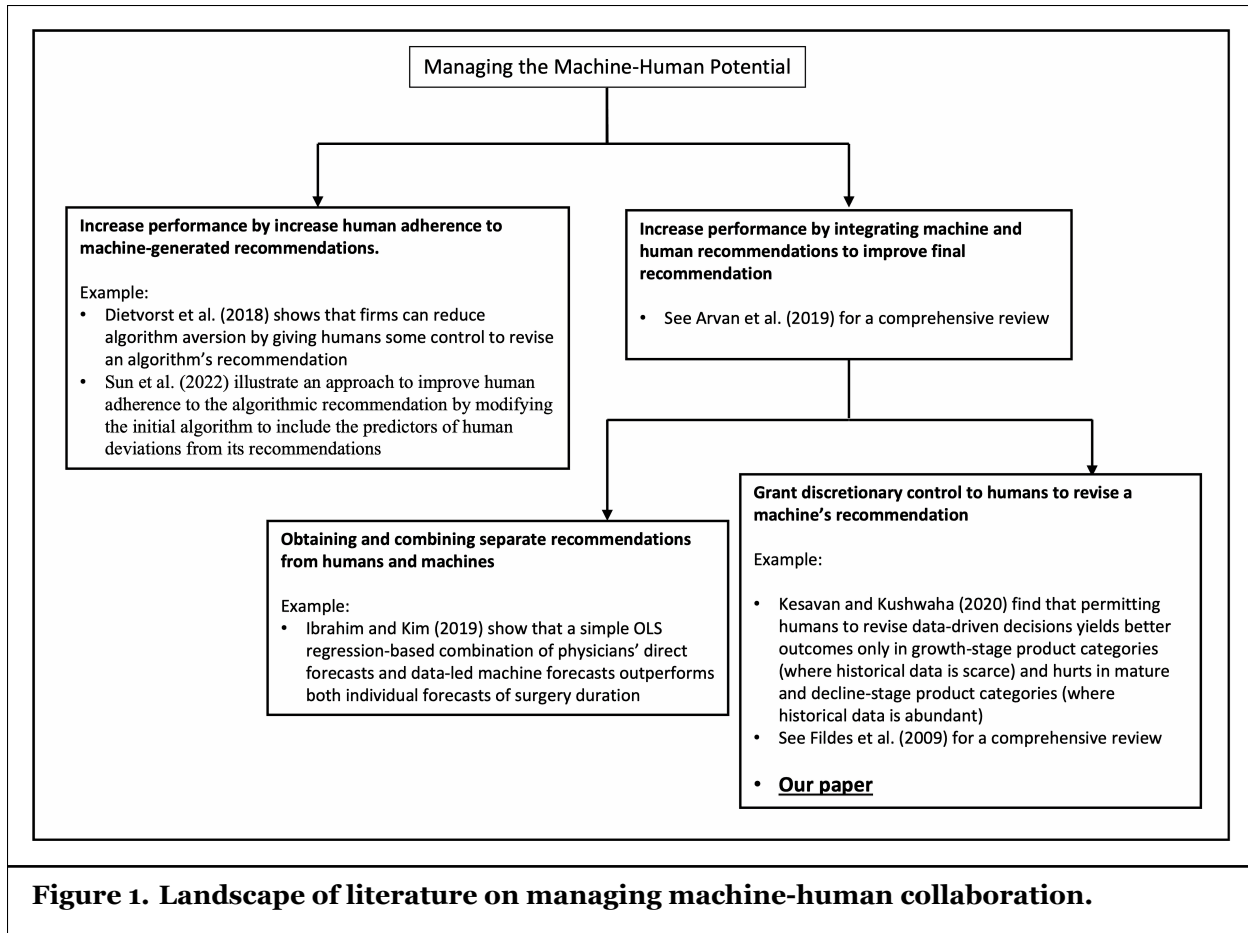 Managing the Machine-Human Potential
Increase performance by increase human adherence to
machine-generated recommendations.
Example:
• Dietvorst et al. (2018) shows that firms can reduce
algorithm aversion by giving humans some control to revise
an algorithm's recommendation
• Sun et al. (2022) illustrate an approach to improve human
adherence to the algorithmic recommendation by modifying
the initial algorithm to include the predictors of human
deviations from its recommendations
Increase performance by integrating machine and
human recommendations to improve final
recommendation
• See Arvan et al. (2019) for a comprehensive review
Obtaining and combining separate recommendations
from humans and machines
Example:
• Ibrahim and Kim (2019) show that a simple OLS
regression-based combination of physicians' direct
forecasts and data-led machine forecasts outperforms
both individual forecasts of surgery duration
Grant discretionary control to humans to revise a
machine's recommendation
Example:
• Kesavan and Kushwaha (2020) find that permitting
humans to revise data-driven decisions yields better
outcomes only in growth-stage product categories
(where historical data is scarce) and hurts in mature
and decline-stage product categories (where
historical data is abundant)
• See Fildes et al. (2009) for a comprehensive review
• Our paper
Figure 1. Landscape of literature on managing machine-human collaboration.